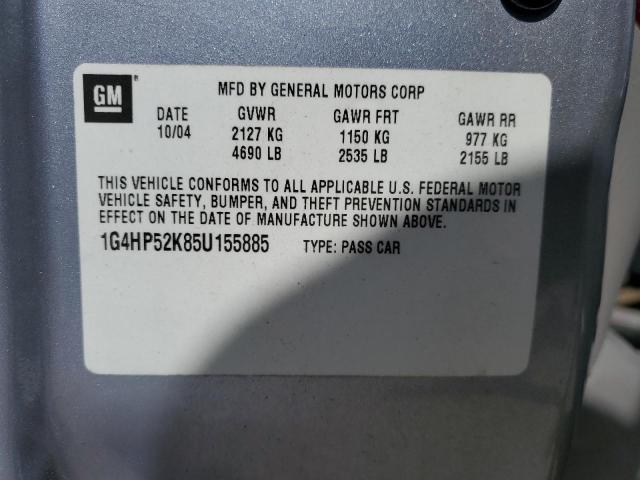 GM®
MFD BY GENERAL MOTORS CORP
DATE GVWR GAWR FRT GAWR RR
10/04 2127 KG 1150 KG 977 KG
4690 LB 2535 LB 2155 LB
THIS VEHICLE CONFORMS TO ALL APPLICABLE U.S. FEDERAL MOTOR
VEHICLE SAFETY, BUMPER, AND THEFT PREVENTION STANDARDS IN
EFFECT ON THE DATE OF MANUFACTURE SHOWN ABOVE.
1G4HP52K85U155885 TYPE: PASS CAR